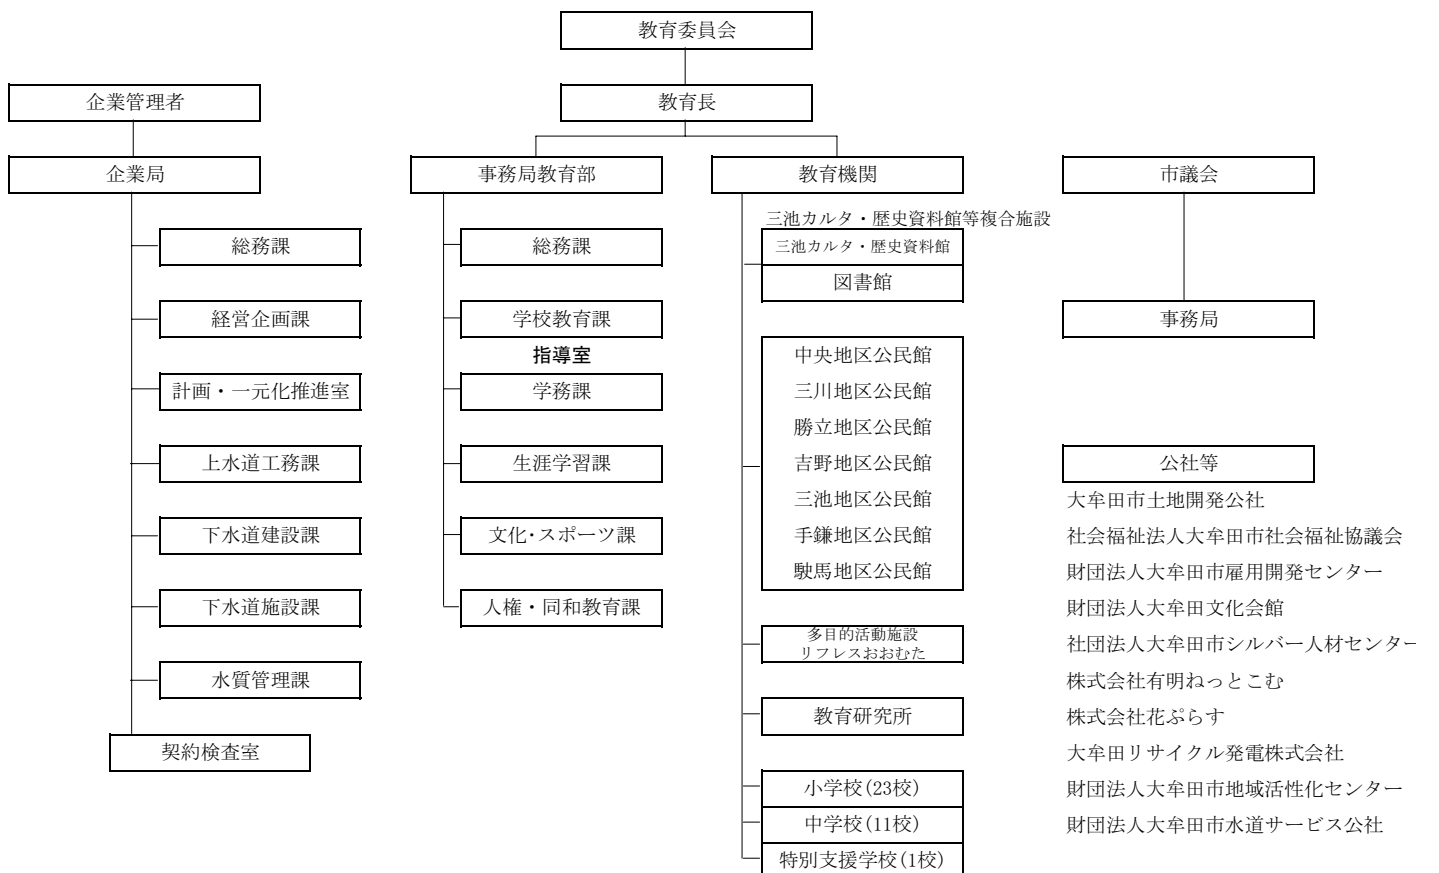 教育委員会
教育長
企業管理者
企業局
総務課
経営企画課
計画・一元化推進室
上水道工務課
下水道建設課
下水道施設課
水質管理課
契約検査室
事務局教育部
総務課
学校教育課
指導室
学務課
生涯学習課
文化・スポーツ課
人権・同和教育課
教育機関
三池カルタ・歴史資料館等複合施設
三池カルタ・歴史資料館
図書館
中央地区公民館
三川地区公民館
勝立地区公民館
吉野地区公民館
三池地区公民館
手鎌地区公民館
駛馬地区公民館
多目的活動施設
リフレスおおむた
教育研究所
小学校(23校)
中学校(11校)
特別支援学校(1校)
市議会
事務局
公社等
大牟田市土地開発公社
社会福祉法人大牟田市社会福祉協議会
財団法人大牟田市雇用開発センター
財団法人大牟田文化会館
社団法人大牟田市シルバー人材センター
株式会社有明ねっとこむ
株式会社花ぷらす
大牟田リサイクル発電株式会社
財団法人大牟田市地域活性化センター
財団法人大牟田市水道サービス公社